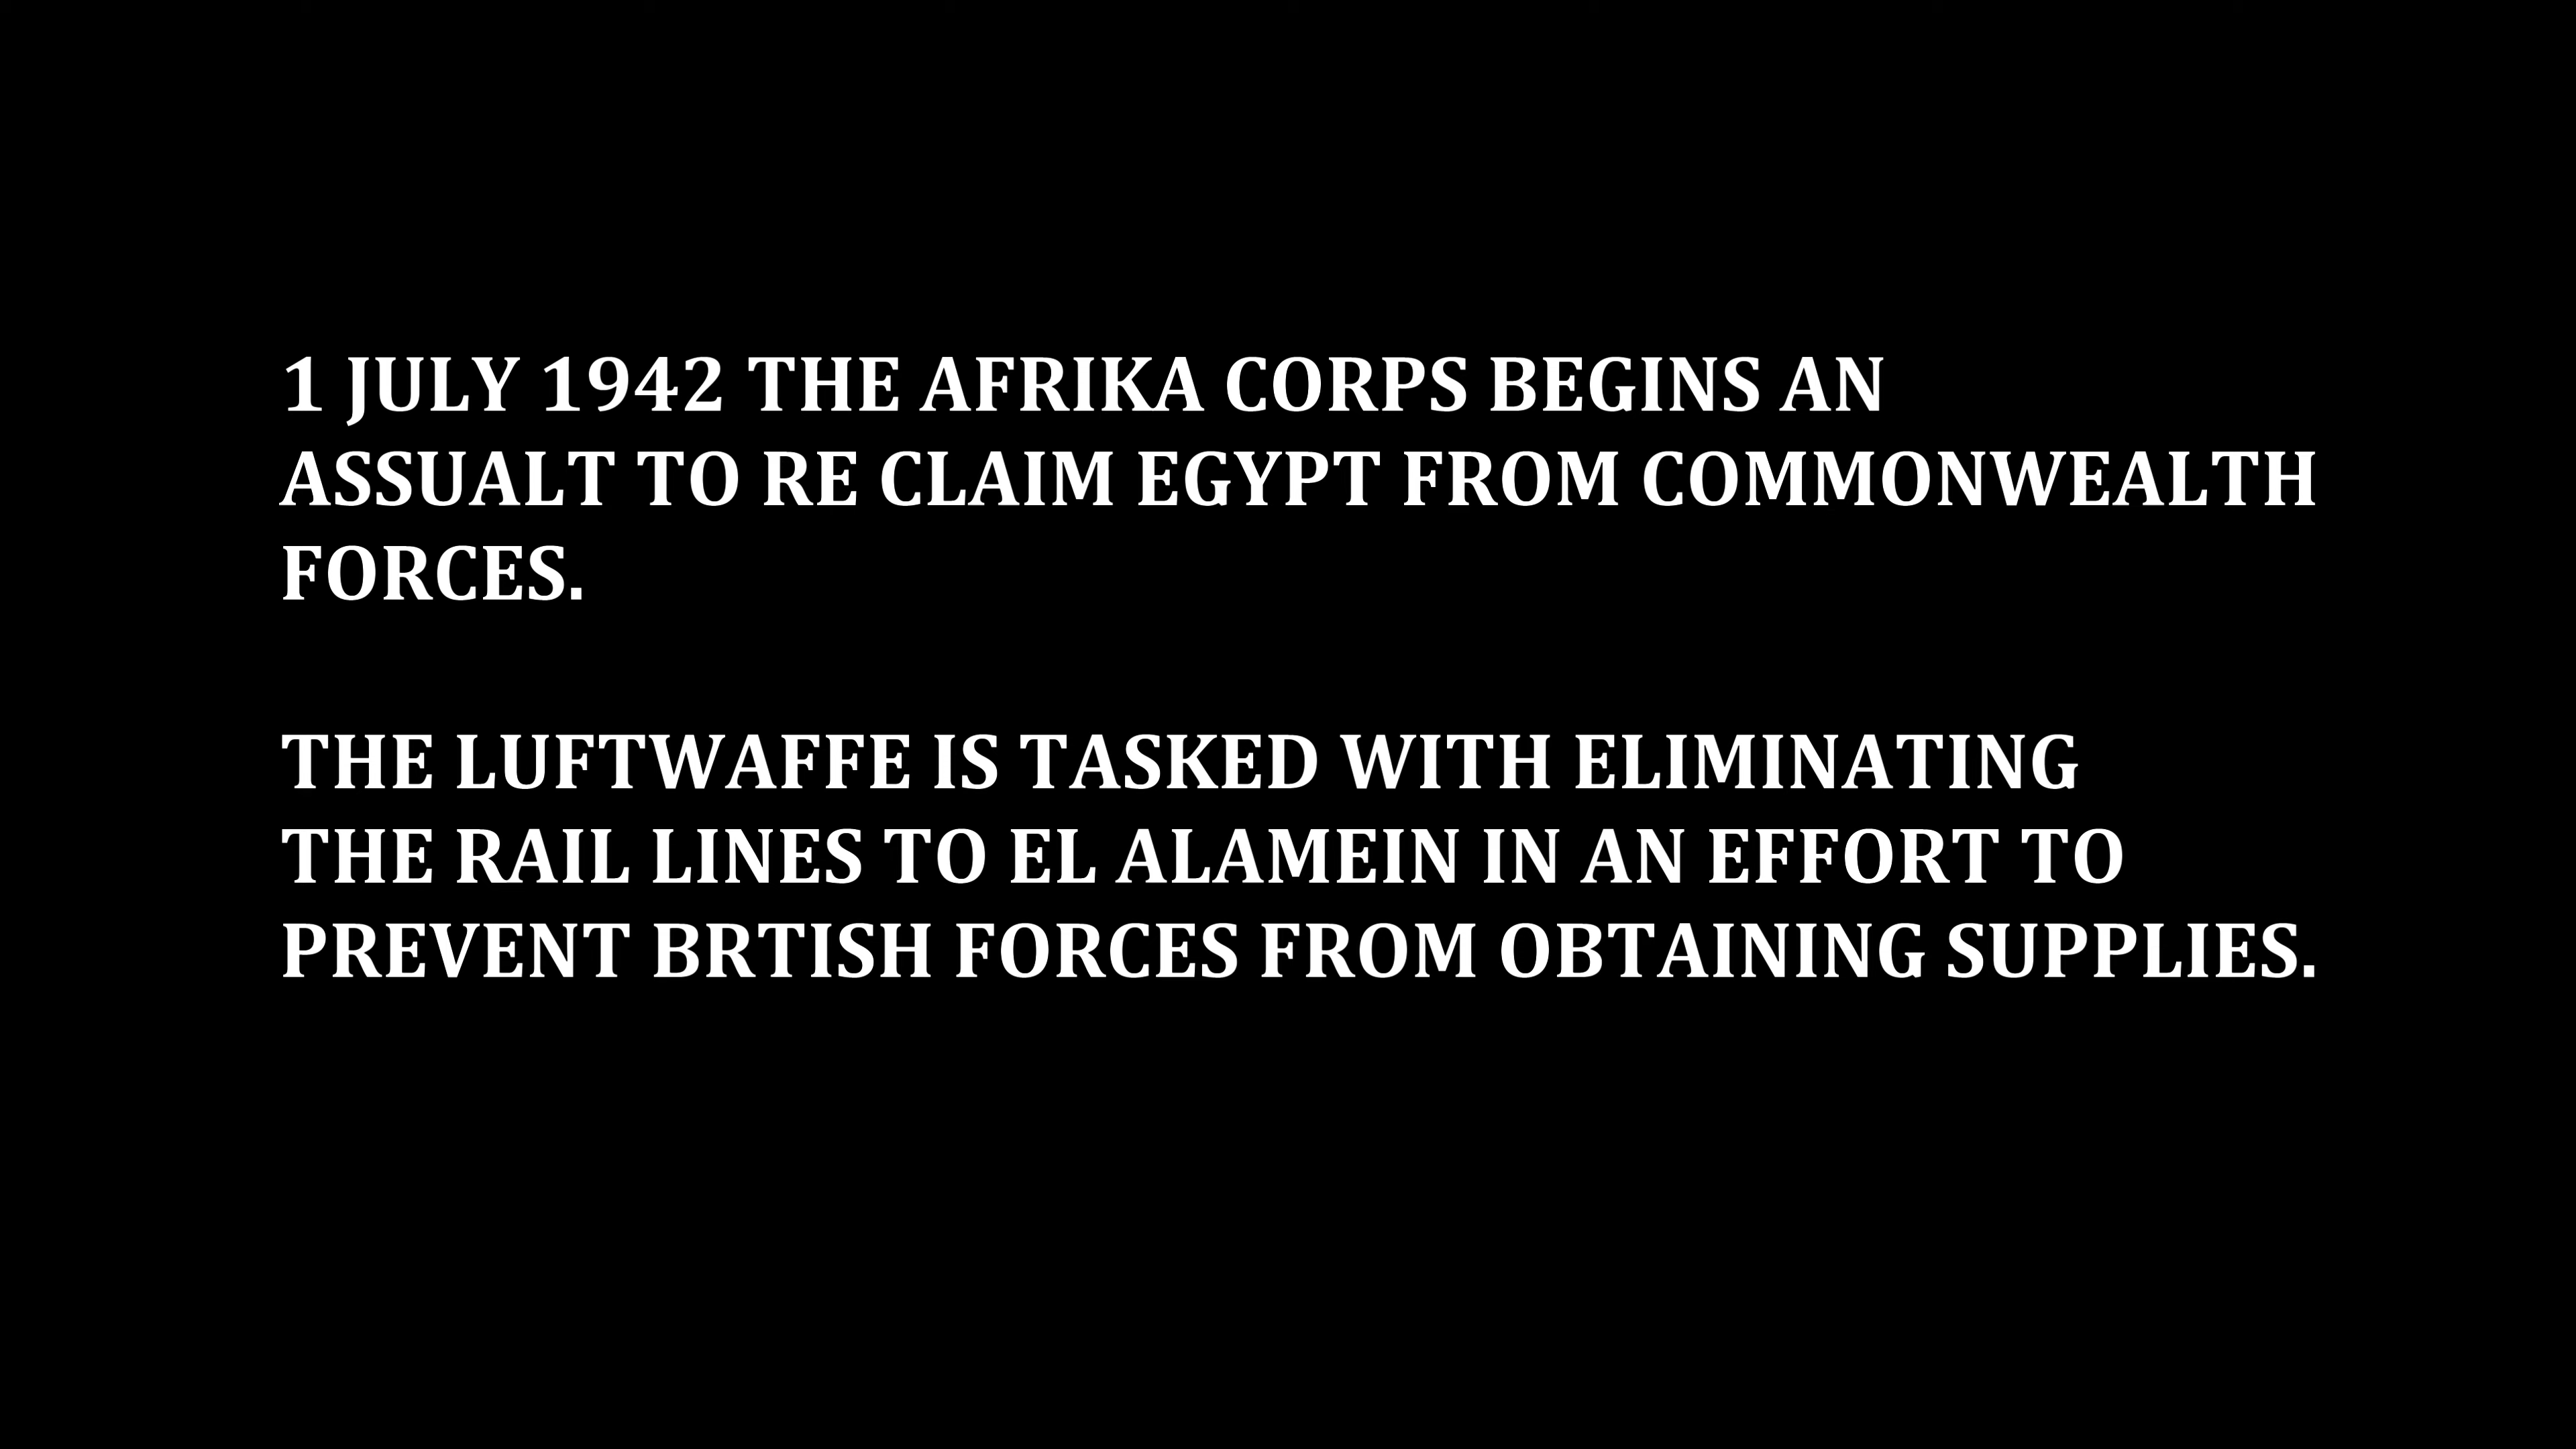 1 JULY 1942 THE AFRIKA CORPS BEGINS AN
ASSUALT TO RE CLAIM EGYPT FROM COMMONWEALTH
FORCES.
THE LUFTWAFFE IS TASKED WITH ELIMINATING
THE RAIL LINES TO EL ALAMEIN IN AN EFFORT TO
PREVENT BRTISH FORCES FROM OBTAINING SUPPLIES.